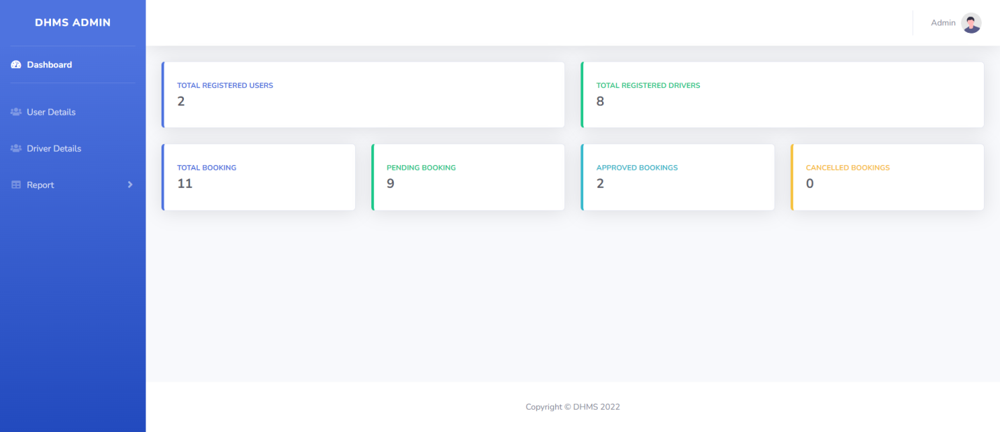 DHMS ADMIN
Admin
Dashboard
User Details
Driver Details
Report
TOTAL REGISTERED USERS
2
TOTAL REGISTERED DRIVERS
8
TOTAL BOOKING
11
PENDING BOOKING
9
APPROVED BOOKINGS
2
CANCELLED BOOKINGS
0
Copyright © DHMS 2022